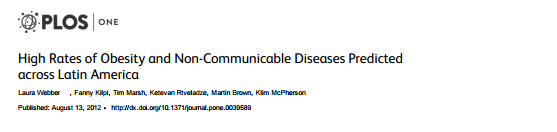 PLOS | ONE
High Rates of Obesity and Non-Communicable Diseases Predicted
across Latin America
Laura Webber , Fanny Kilpi, Tim Marsh, Ketevan Rtveladze, Martin Brown, Klim McPherson
Published: August 13, 2012 • http://dx.doi.org/10.1371/journal.pone.0039589